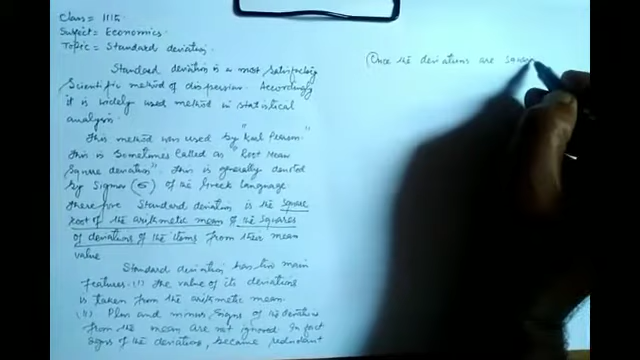 Class = 11th
Subject = Economics
Topic = Standard deviation
Standard deviation is a most satisfactory
Scientific method of dispersion. Accordingly
it is widely used method in statistical
analysis.
This method was used by "Karl Pearson"
This is Sometimes Called as "Root Mean
Square deviation". This is generally denoted
by Sigma (σ) of the Greek language.
therefore Standard deviation is the square
root of the arithmetic mean of the squares
of deviations of the items from their mean
value
Standard deviation has two main
features. (i) the value of its deviations
is taken from the arithmetic mean.
(ii) Plus and minus signs of the deviations
from the mean are not ignored. In fact
signs of the deviations, became redundant
(Once the deviations are squar